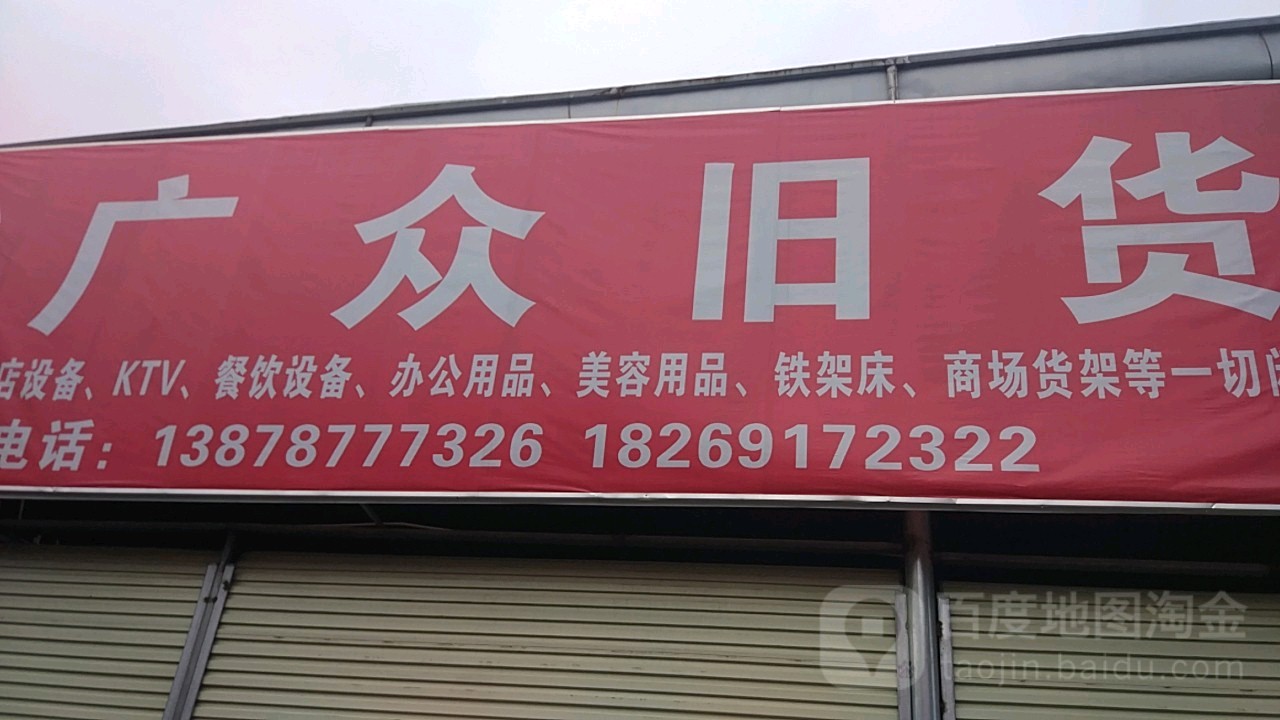 广众旧货
店设备、KTV、餐饮设备、办公用品、美容用品、铁架床、商场货架等一切
电话：13878777326 18269172322
百度地图淘金
taojin.baidu.com